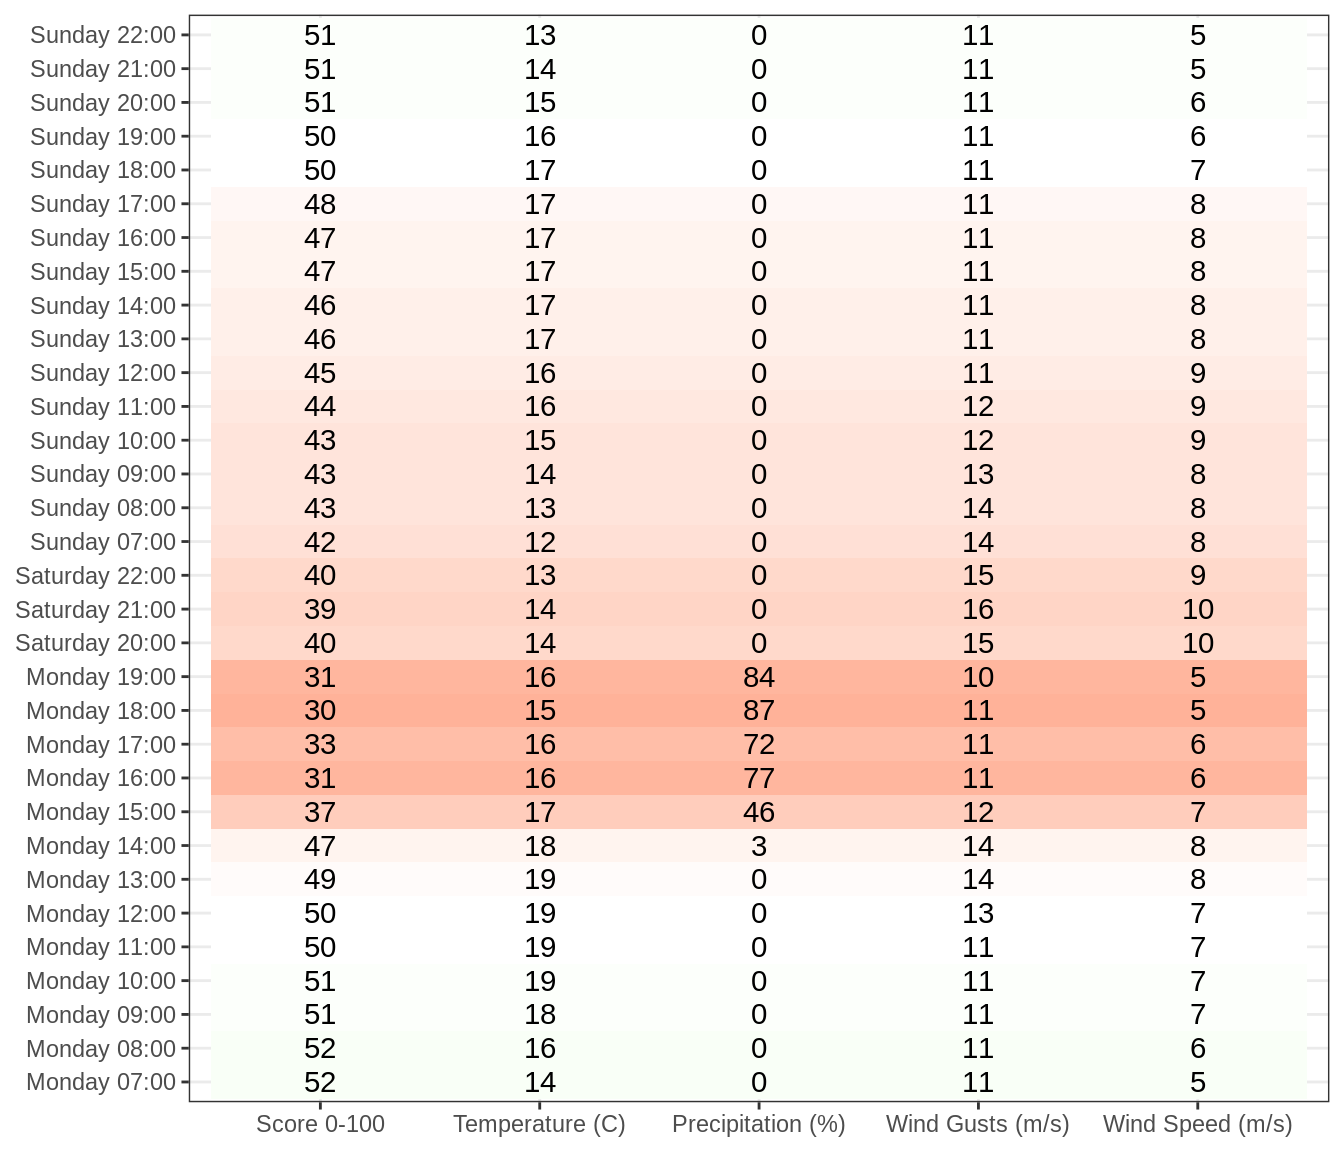 Sunday 22:00 51 13 0 11 5
Sunday 21:00 51 14 0 11 5
Sunday 20:00 51 15 0 11 6
Sunday 19:00 50 16 0 11 6
Sunday 18:00 50 17 0 11 7
Sunday 17:00 48 17 0 11 8
Sunday 16:00 47 17 0 11 8
Sunday 15:00 47 17 0 11 8
Sunday 14:00 46 17 0 11 8
Sunday 13:00 46 17 0 11 8
Sunday 12:00 45 16 0 11 9
Sunday 11:00 44 16 0 12 9
Sunday 10:00 43 15 0 12 9
Sunday 09:00 43 14 0 13 8
Sunday 08:00 43 13 0 14 8
Sunday 07:00 42 12 0 14 8
Saturday 22:00 40 13 0 15 9
Saturday 21:00 39 14 0 16 10
Saturday 20:00 40 14 0 15 10
Monday 19:00 31 16 84 10 5
Monday 18:00 30 15 87 11 5
Monday 17:00 33 16 72 11 6
Monday 16:00 31 16 77 11 6
Monday 15:00 37 17 46 12 7
Monday 14:00 47 18 3 14 8
Monday 13:00 49 19 0 14 8
Monday 12:00 50 19 0 13 7
Monday 11:00 50 19 0 11 7
Monday 10:00 51 19 0 11 7
Monday 09:00 51 18 0 11 7
Monday 08:00 52 16 0 11 6
Monday 07:00 52 14 0 11 5
Score 0-100 Temperature (C) Precipitation (%) Wind Gusts (m/s) Wind Speed (m/s)